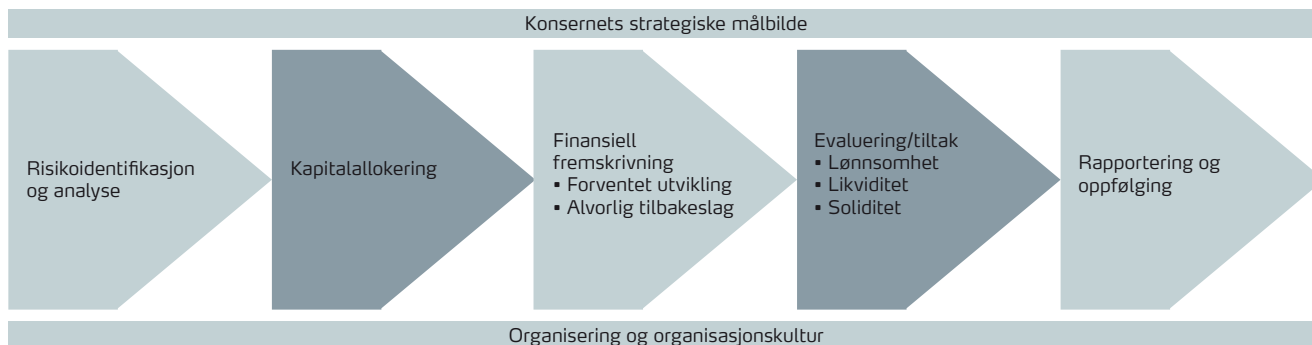 Konsernets strategiske målbilde
Risikoidentifikasjon
og analyse
Kapitalallokering
Finansiell
fremskrivning
▪ Forventet utvikling
▪ Alvorlig tilbakeslag
Evaluering/tiltak
▪ Lønnsomhet
▪ Likviditet
▪ Soliditet
Rapportering og
oppfølging
Organisering og organisasjonskultur